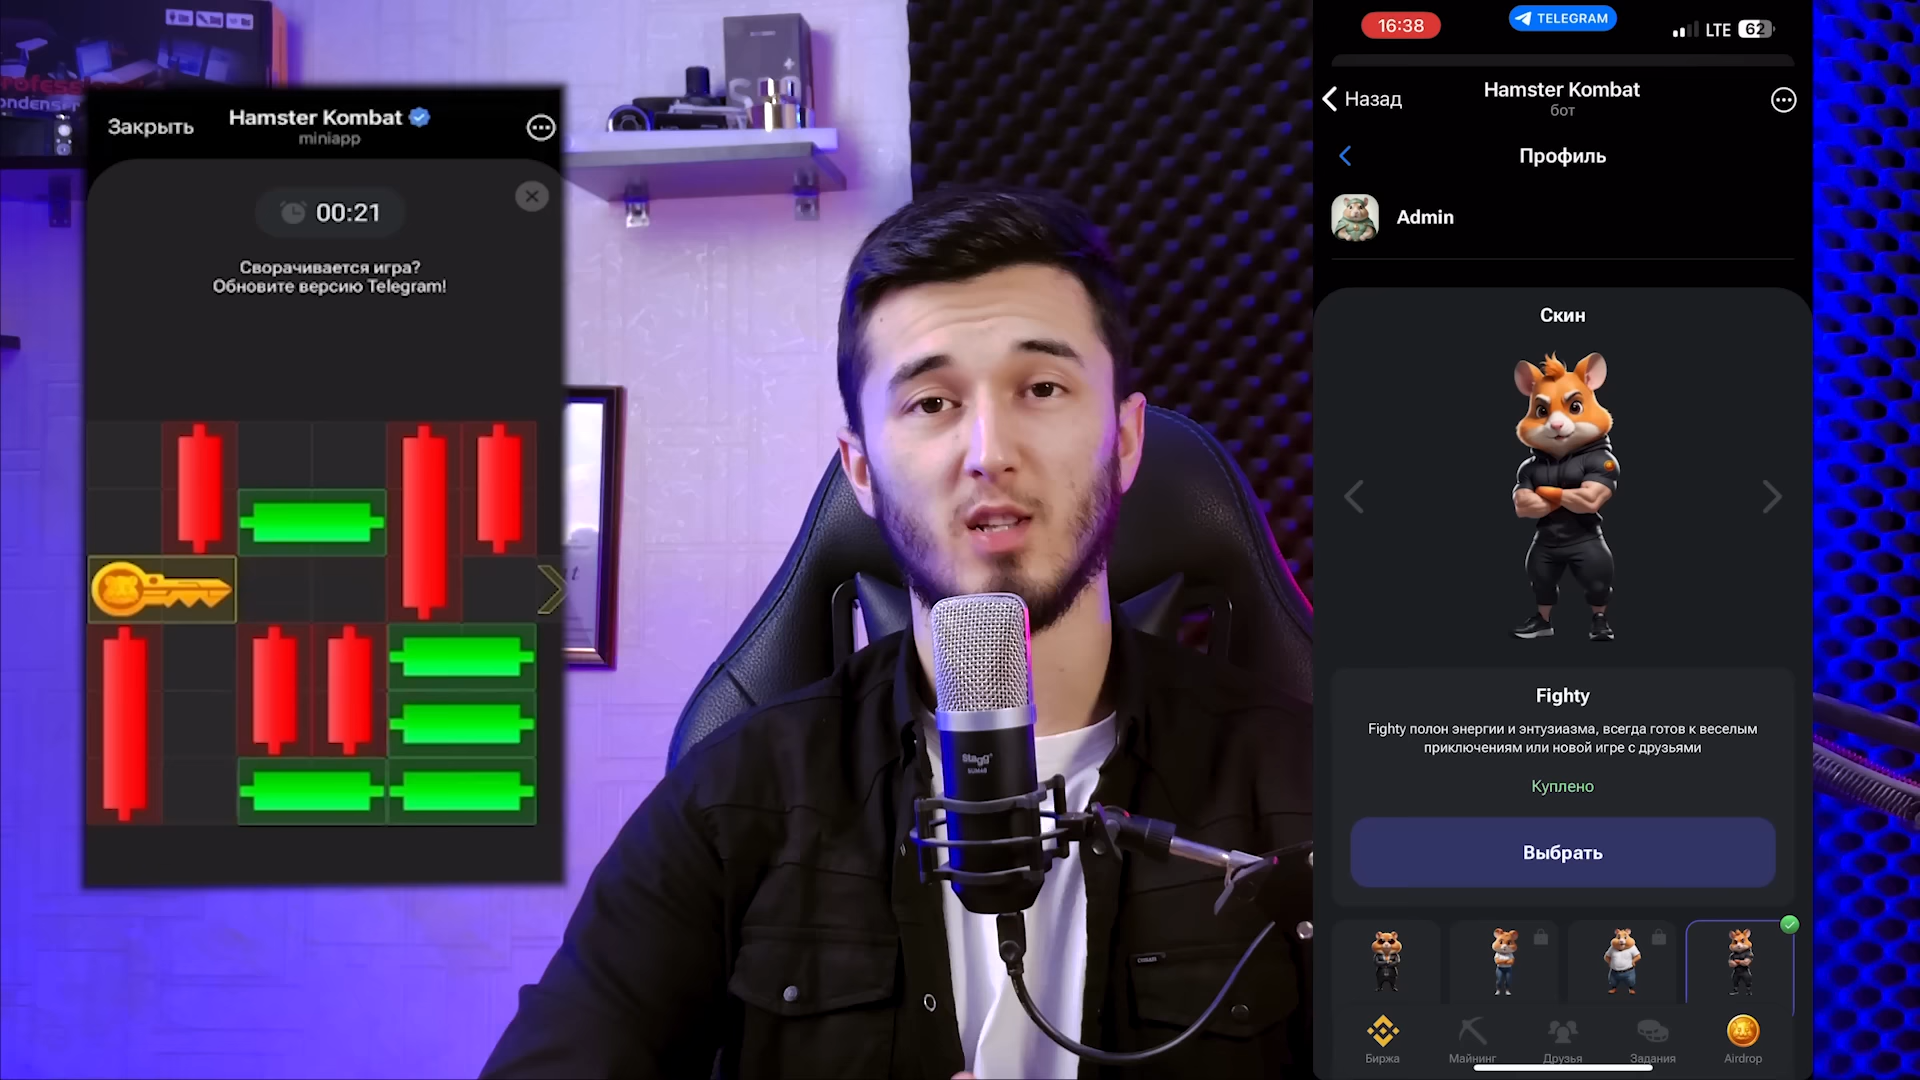 Закрыть
Hamster Kombat
miniapp
00:21
Сворачивается игра?
Обновите версию Telegram!
stagg
16:38
TELEGRAM
LTE
62
Назад
Hamster Kombat
бот
Профиль
Admin
Скин
Fighty
Fighty полон энергии и энтузиазма, всегда готов к веселым
приключениям или новой игре с друзьями
Куплено
Выбрать
Биржа
Майнинг
Друзья
Задания
Airdrop